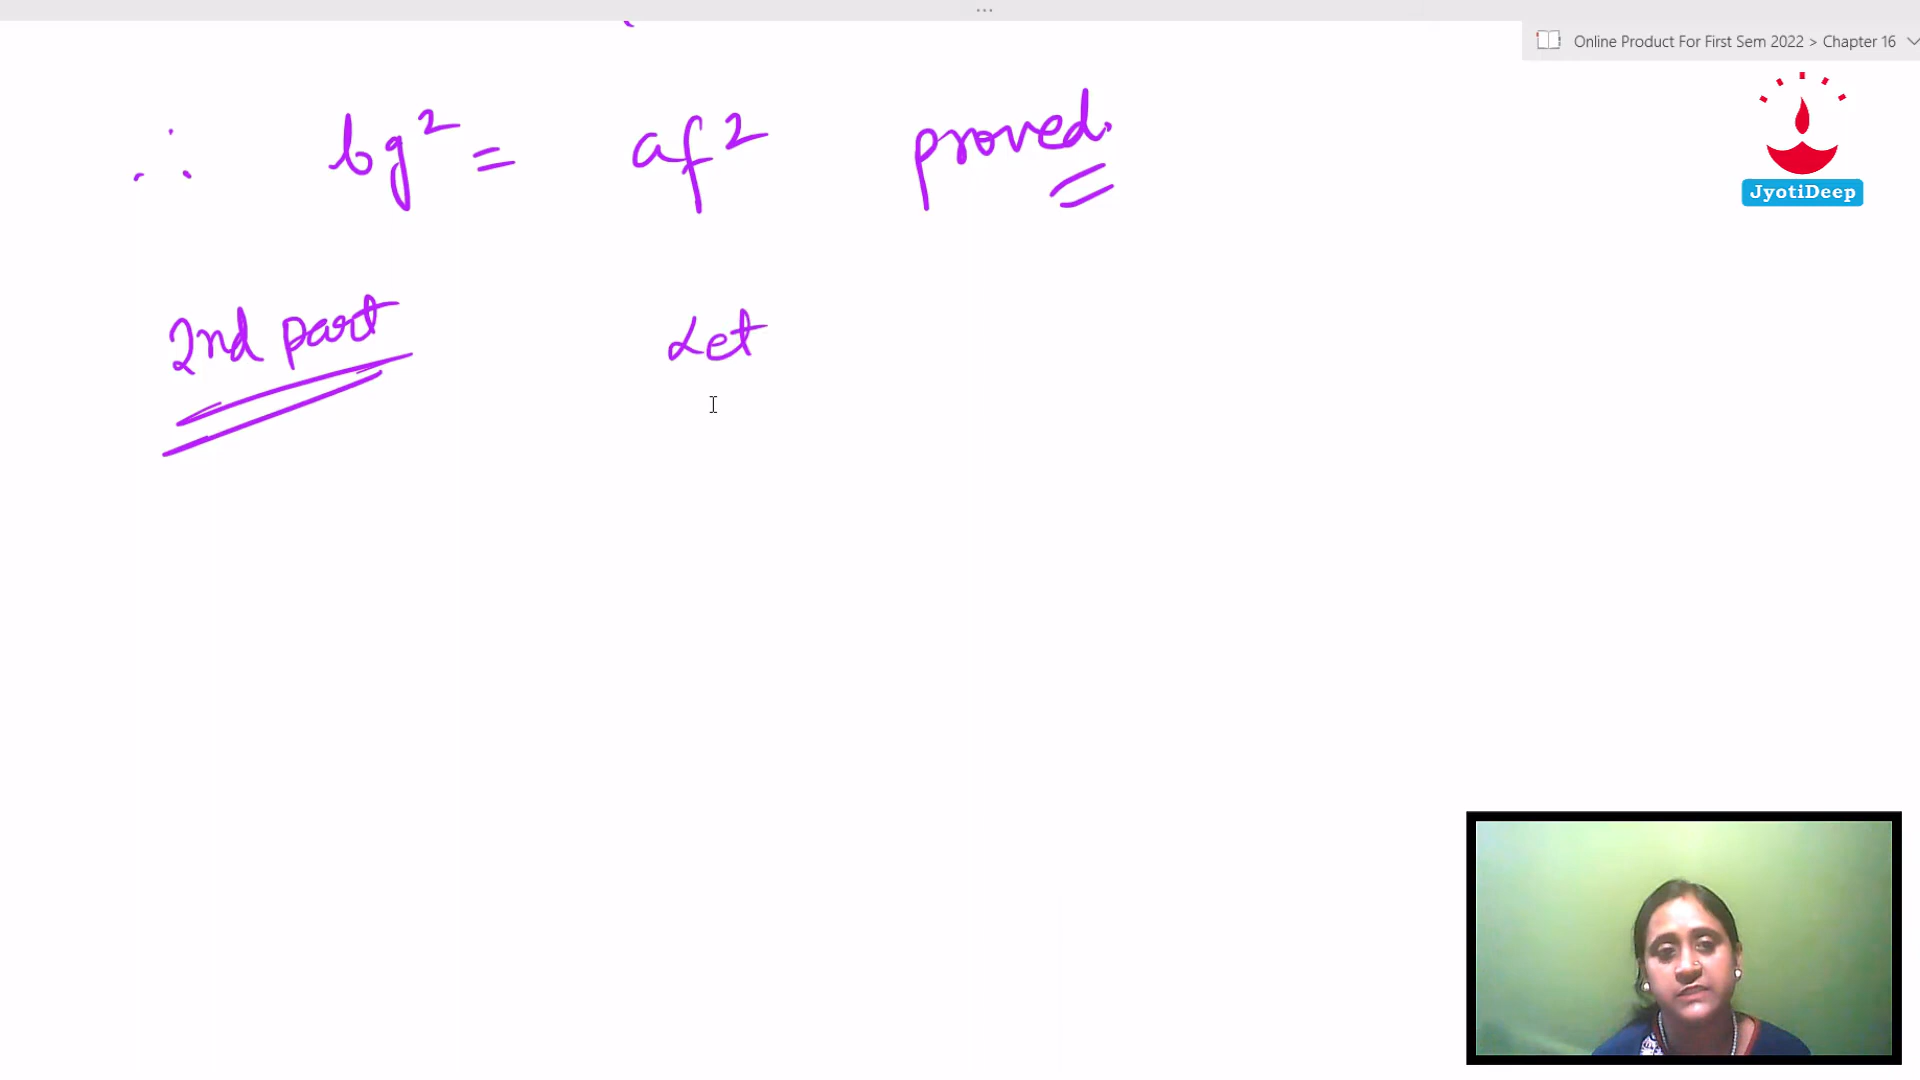 ...
Online Product For First Sem 2022 > Chapter 16
JyotiDeep
∴ bg² = af² proved.
2nd part Let